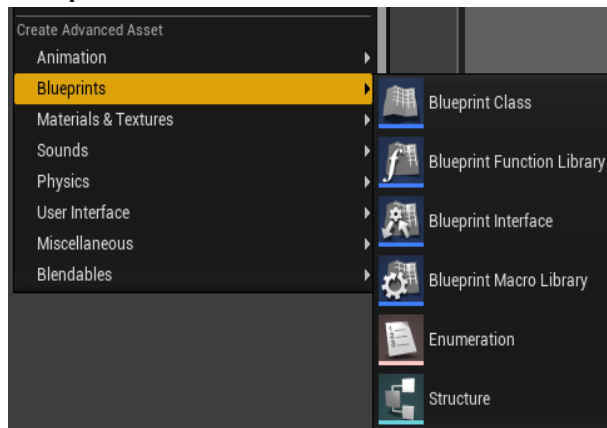 Create Advanced Asset
Animation
Blueprints
Materials & Textures
Sounds
Physics
User Interface
Miscellaneous
Blendables
Blueprint Class
Blueprint Function Library
Blueprint Interface
Blueprint Macro Library
Enumeration
Structure